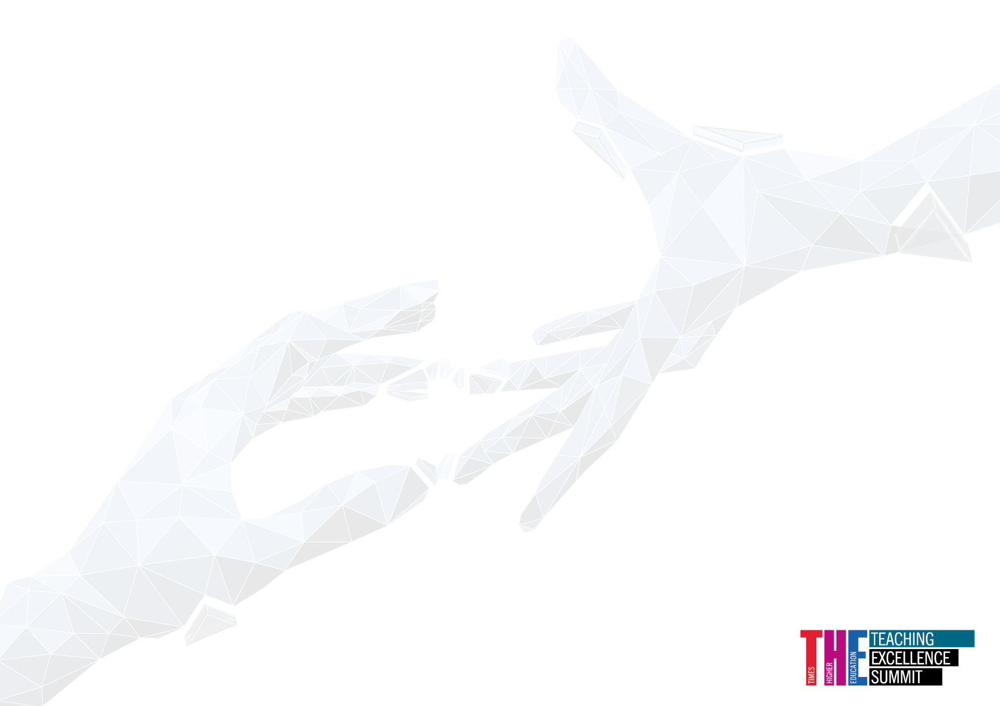 THE
TIMES
HIGHER
EDUCATION
TEACHING
EXCELLENCE
SUMMIT